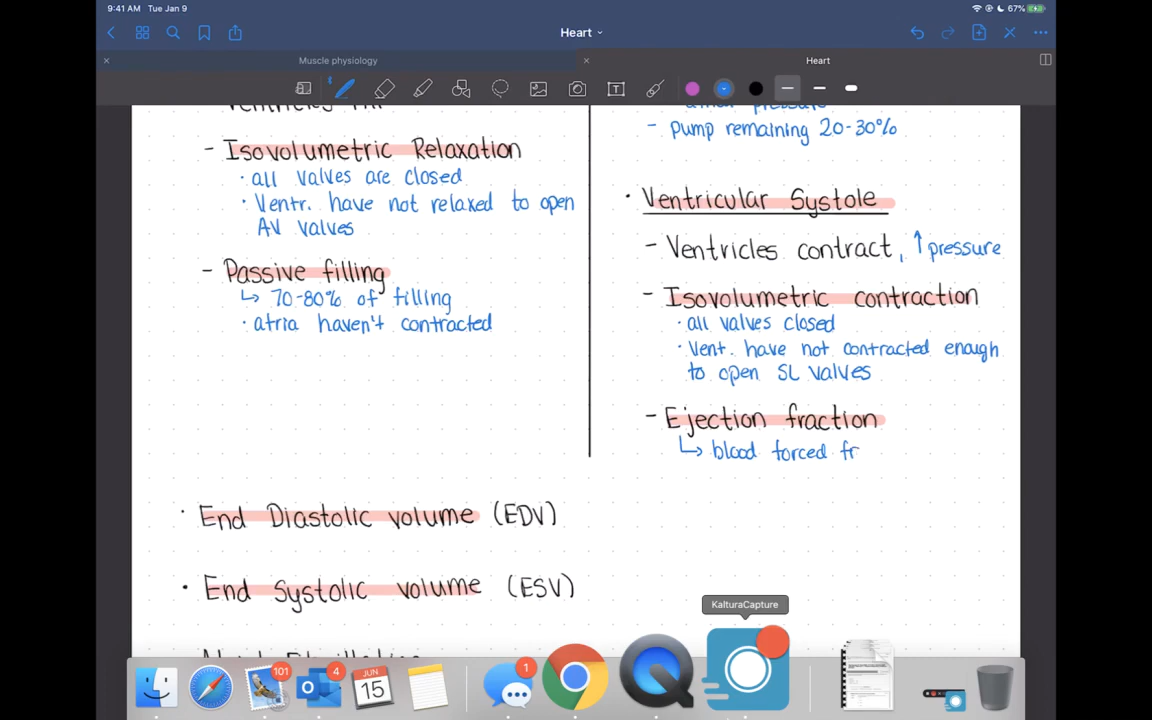 9:41 AM Tue Jan 9
67%
Heart
Muscle physiology
Heart
- Isovolumetric Relaxation
· all valves are closed
· Ventr. have not relaxed to open
AV valves
- Passive filling
↳ 70-80% of filling
· atria haven't contracted
- pump remaining 20-30%
· Ventricular Systole
- Ventricles contract, ↑ pressure
- Isovolumetric contraction
· all valves closed
· Vent. have not contracted enough
to open SL valves
- Ejection fraction
↳ blood forced fr
· End Diastolic volume (EDV)
· End Systolic volume (ESV)
KalturaCapture
101
4
JUN
15
1